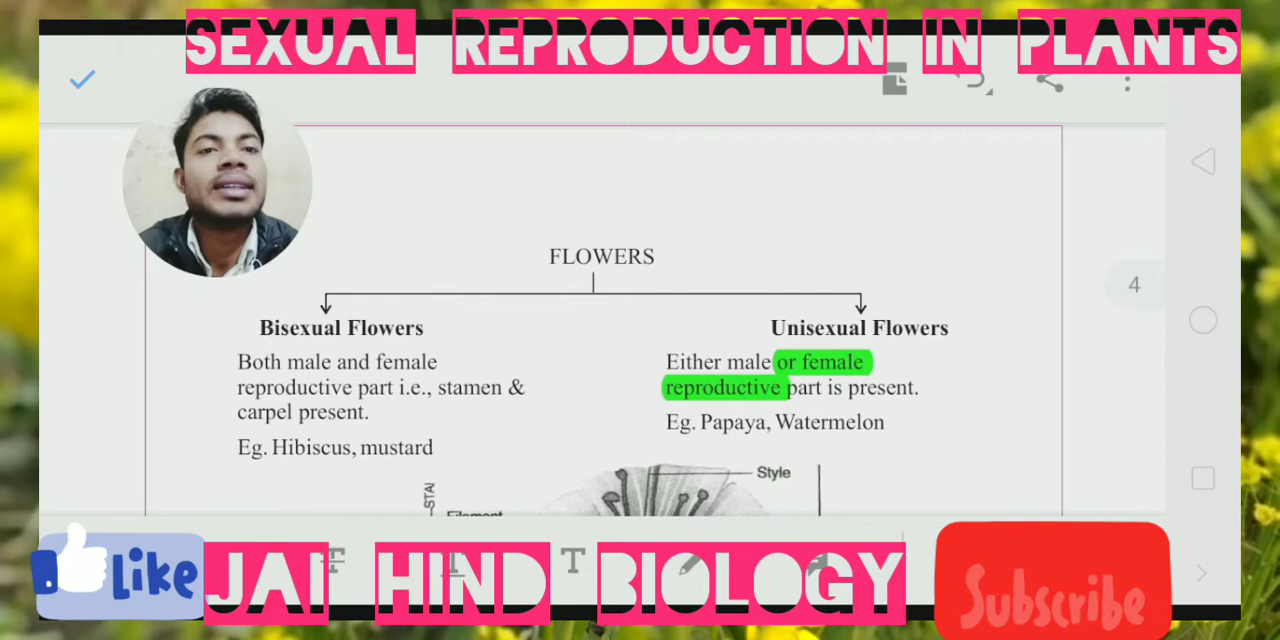 SEXUAL REPRODUCTION IN PLANTS
FLOWERS
4
Bisexual Flowers
Both male and female
reproductive part i.e., stamen &
carpel present.
Eg. Hibiscus, mustard
Unisexual Flowers
Either male or female
reproductive part is present.
Eg. Papaya, Watermelon
Style
STAI
Filament
T
T
T
Like
JAI HIND BIOLOGY
Subscribe